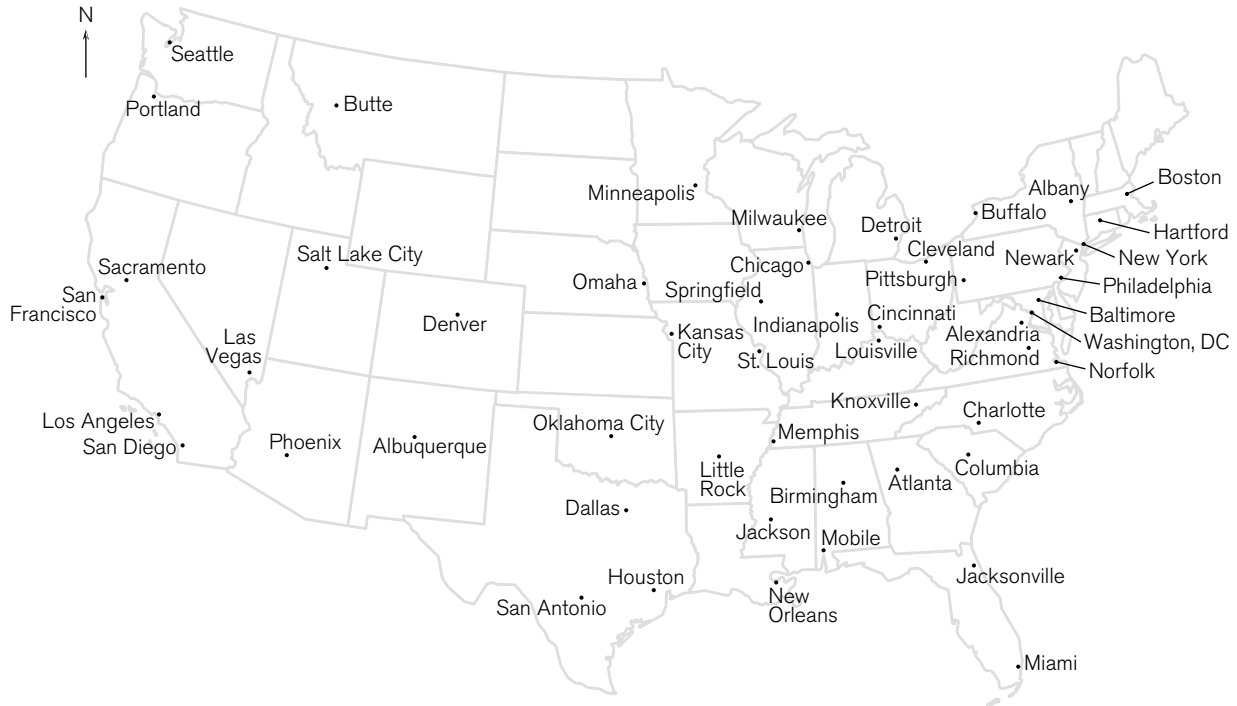 N
Seattle
Portland
Butte
Minneapolis
Milwaukee
Detroit
Albany
Buffalo
Boston
Hartford
New York
Newark
Philadelphia
Baltimore
Washington, DC
Norfolk
Cleveland
Pittsburgh
Chicago
Salt Lake City
Sacramento
San
Francisco
Omaha
Springfield
Indianapolis
Cincinnati
Alexandria
Richmond
Denver
Las
Vegas
Kansas
City
St. Louis
Louisville
Los Angeles
San Diego
Phoenix
Albuquerque
Oklahoma City
Knoxville
Charlotte
Memphis
Little
Rock
Birmingham
Atlanta
Columbia
Dallas
Jackson
Mobile
Houston
San Antonio
New
Orleans
Jacksonville
Miami